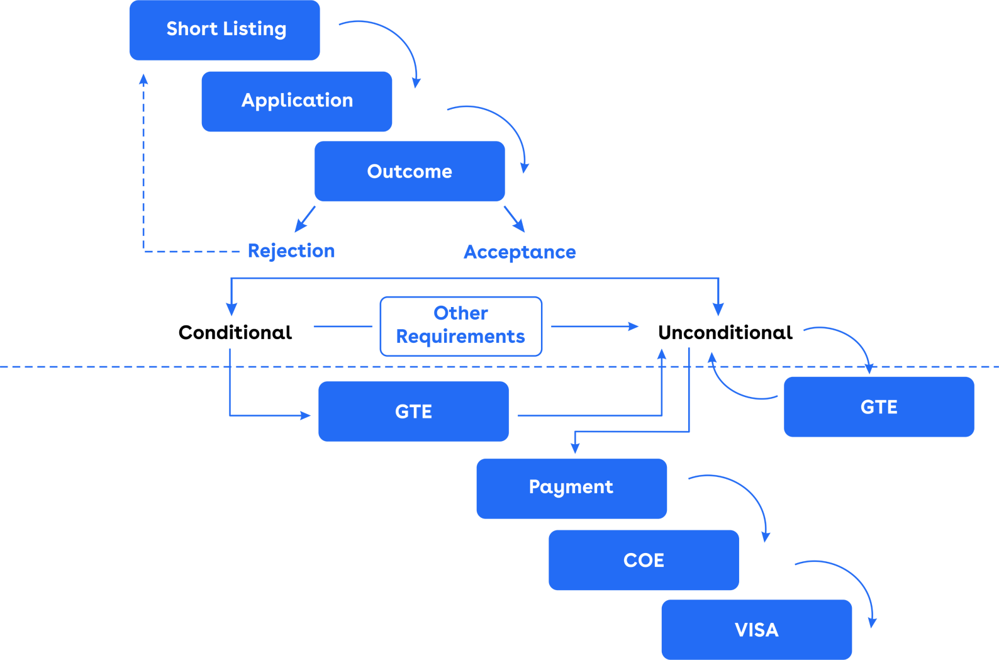 Short Listing
Application
Outcome
Rejection
Acceptance
Other
Requirements
Conditional
Unconditional
GTE
GTE
Payment
COE
VISA